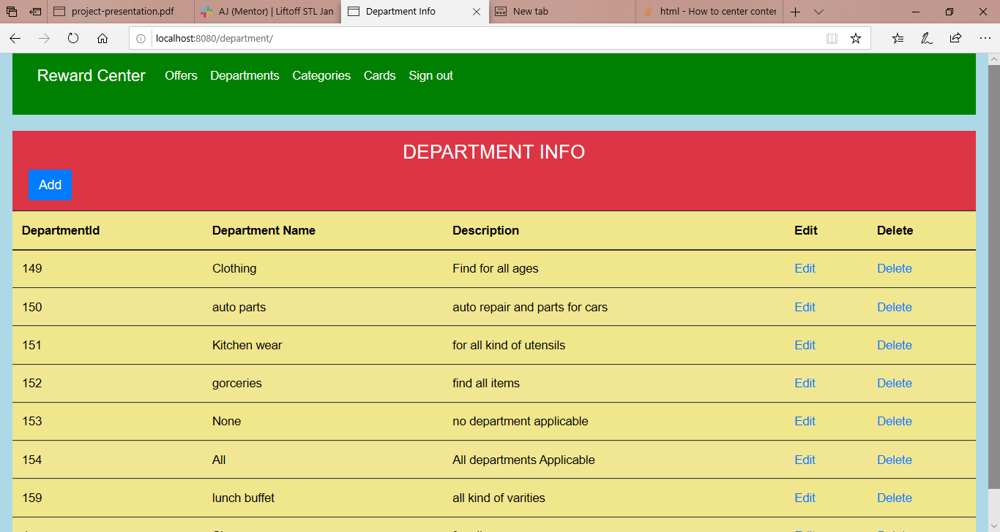 project-presentation.pdf AJ (Mentor) | Liftoff STL Jan Department Info New tab html - How to center conter
localhost:8080/department/
Reward Center Offers Departments Categories Cards Sign out
DEPARTMENT INFO
Add
DepartmentId Department Name Description Edit Delete
149 Clothing Find for all ages Edit Delete
150 auto parts auto repair and parts for cars Edit Delete
151 Kitchen wear for all kind of utensils Edit Delete
152 gorceries find all items Edit Delete
153 None no department applicable Edit Delete
154 All All departments Applicable Edit Delete
159 lunch buffet all kind of varities Edit Delete